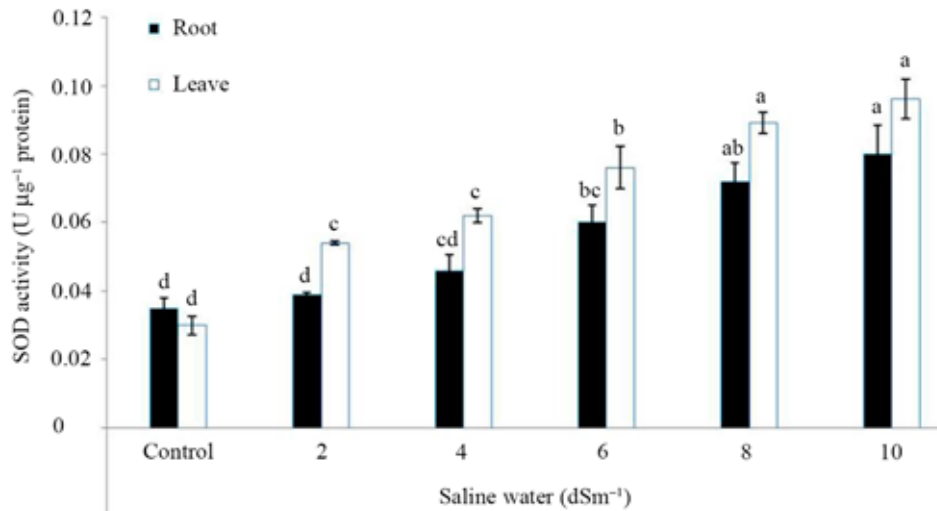 0.12
0.10
0.08
0.06
0.04
0.02
0
SOD activity (U µg⁻¹ protein)
Root
Leave
d d
d c
cd c
bc b
ab a
a a
Control 2 4 6 8 10
Saline water (dSm⁻¹)